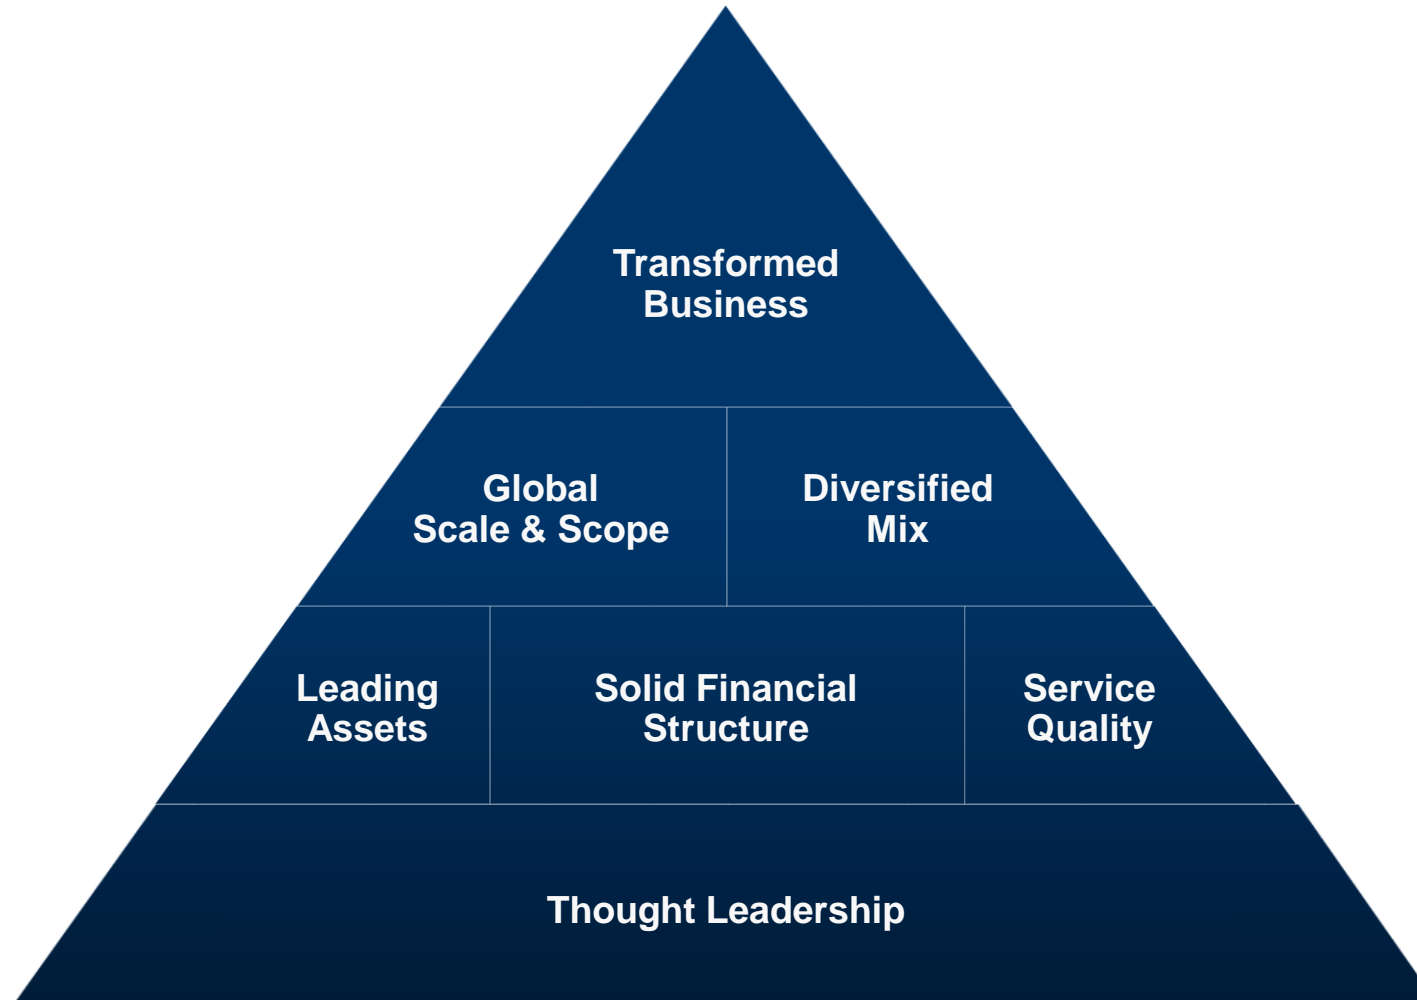 Transformed
Business
Global
Scale & Scope
Diversified
Mix
Leading
Assets
Solid Financial
Structure
Service
Quality
Thought Leadership